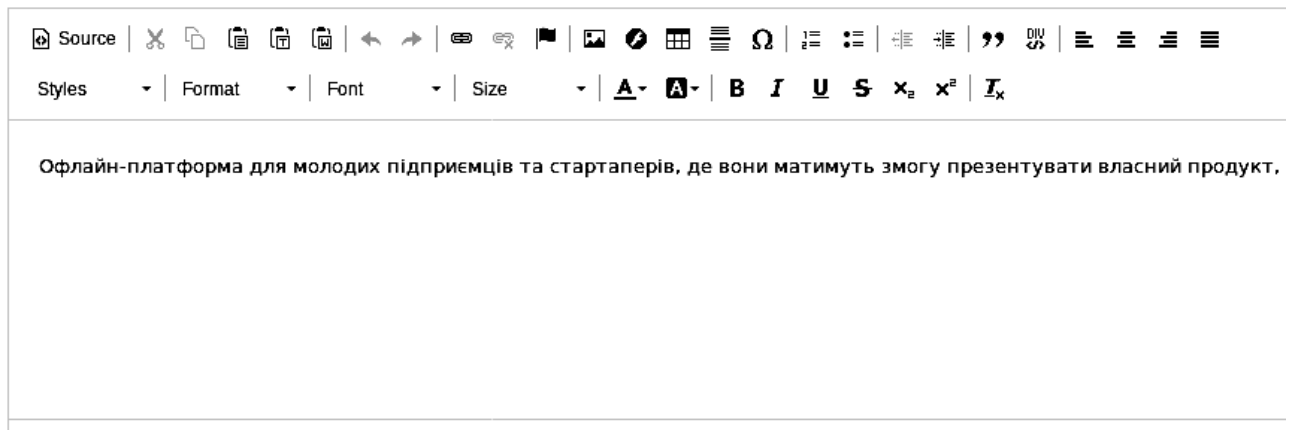 Source
Styles Format Font Size
Офлайн-платформа для молодих підприємців та стартаперів, де вони матимуть змогу презентувати власний продукт,